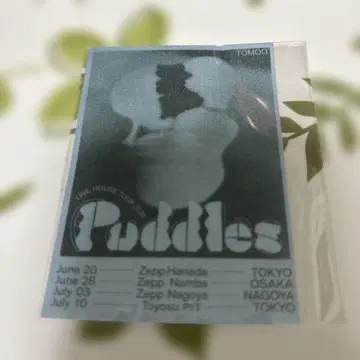 TOMOO
LIVE HOUSE TOUR
Puddles
June 20 Zepp Haneda TOKYO
June 28 Zepp Namba OSAKA
July 03 Zepp Nagoya NAGOYA
July 10 Toyosu PIT TOKYO